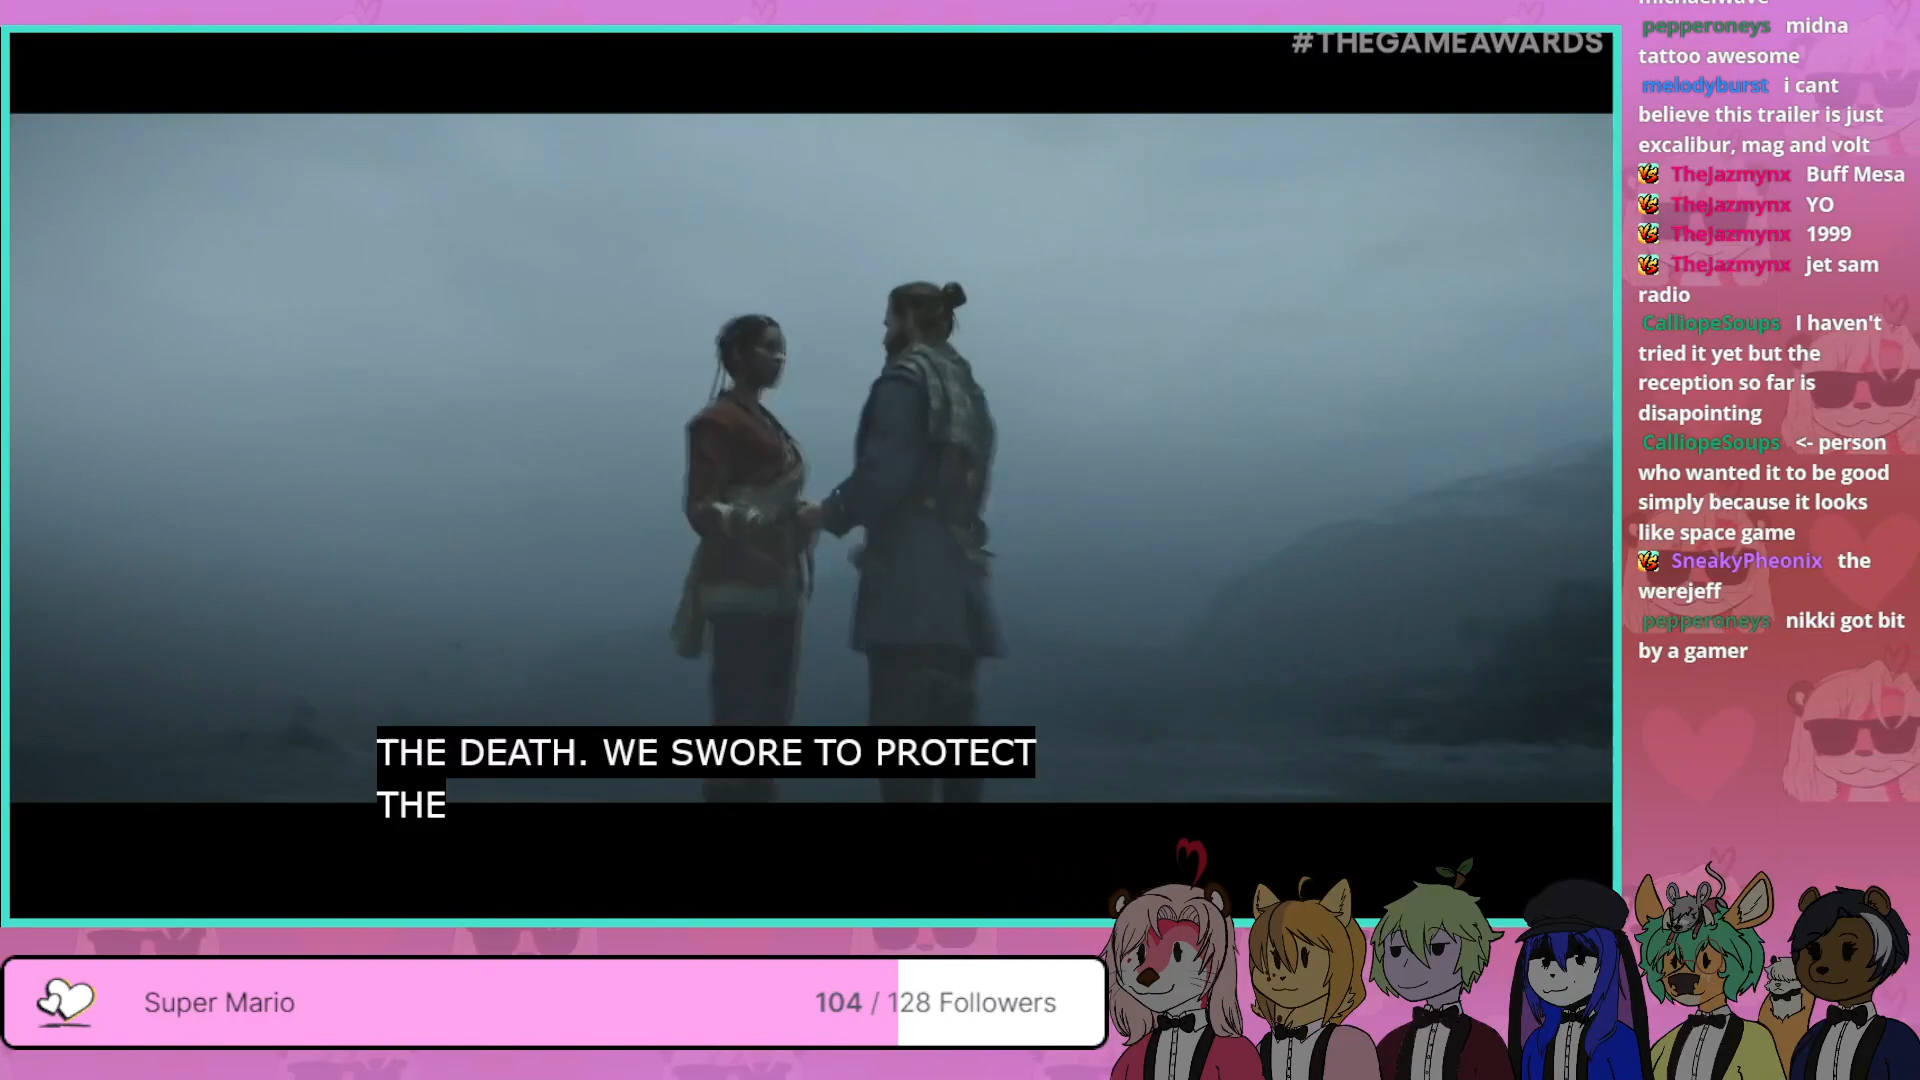 #THEGAMEAWARDS
THE DEATH. WE SWORE TO PROTECT
THE
pepperoneys midna
tattoo awesome
melodyburst i cant
believe this trailer is just
excalibur, mag and volt
TheJazmynx Buff Mesa
TheJazmynx YO
TheJazmynx 1999
TheJazmynx jet sam
radio
CalliopeSoups I haven't
tried it yet but the
reception so far is
disapointing
CalliopeSoups <- person
who wanted it to be good
simply because it looks
like space game
SneakyPheonix the
werejeff
pepperoneys nikki got bit
by a gamer
Super Mario
104 / 128 Followers